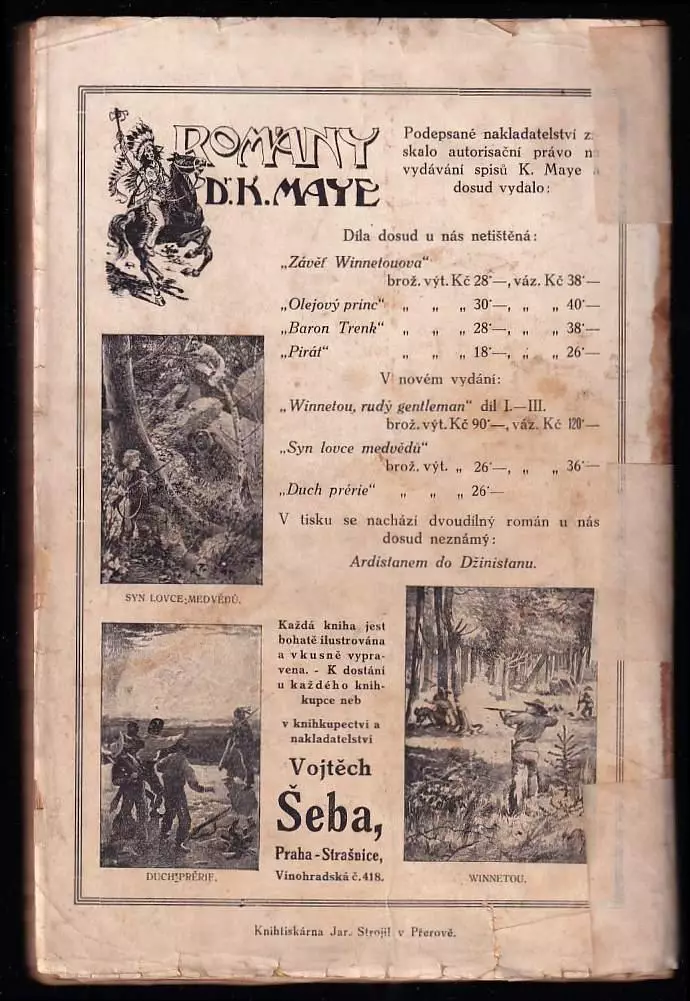 ROMÁNY
Dr. K. MAYE
Podepsané nakladatelství
skalo autorisační právo
vydávání spisů K. Maye
dosud vydalo:
Díla dosud u nás netištěná:
„Závěť Winnetouova“
brož. výt. Kč 28·—, váz. Kč 38·—
„Olejový princ“ „ „ „ 30·—, „ „ 40·—
„Baron Trenk“ „ „ „ 28·—, „ „ 38·—
„Pirát“ „ „ „ 18·—, „ „ 26·—
V novém vydání:
„Winnetou, rudý gentleman“ díl I.—III.
brož. výt. Kč 90·—, váz. Kč 120·—
„Syn lovce medvědů“
brož. výt. „ 26·—, „ „ 36·—
„Duch prérie“ „ „ „ 26·—
V tisku se nachází dvoudílný román u nás
dosud neznámý:
Ardistanem do Džinistanu.
SYN LOVCE MEDVĚDŮ.
Každá kniha jest
bohatě ilustrována
a vkusně vypra-
vena. - K dostání
u každého knih-
kupce neb
v knihkupectví a
nakladatelství
Vojtěch
Šeba,
Praha-Strašnice,
Vinohradská č. 418.
DUCH PRÉRIE.
WINNETOU.
Knihtiskárna Jar. Strojil v Přerově.